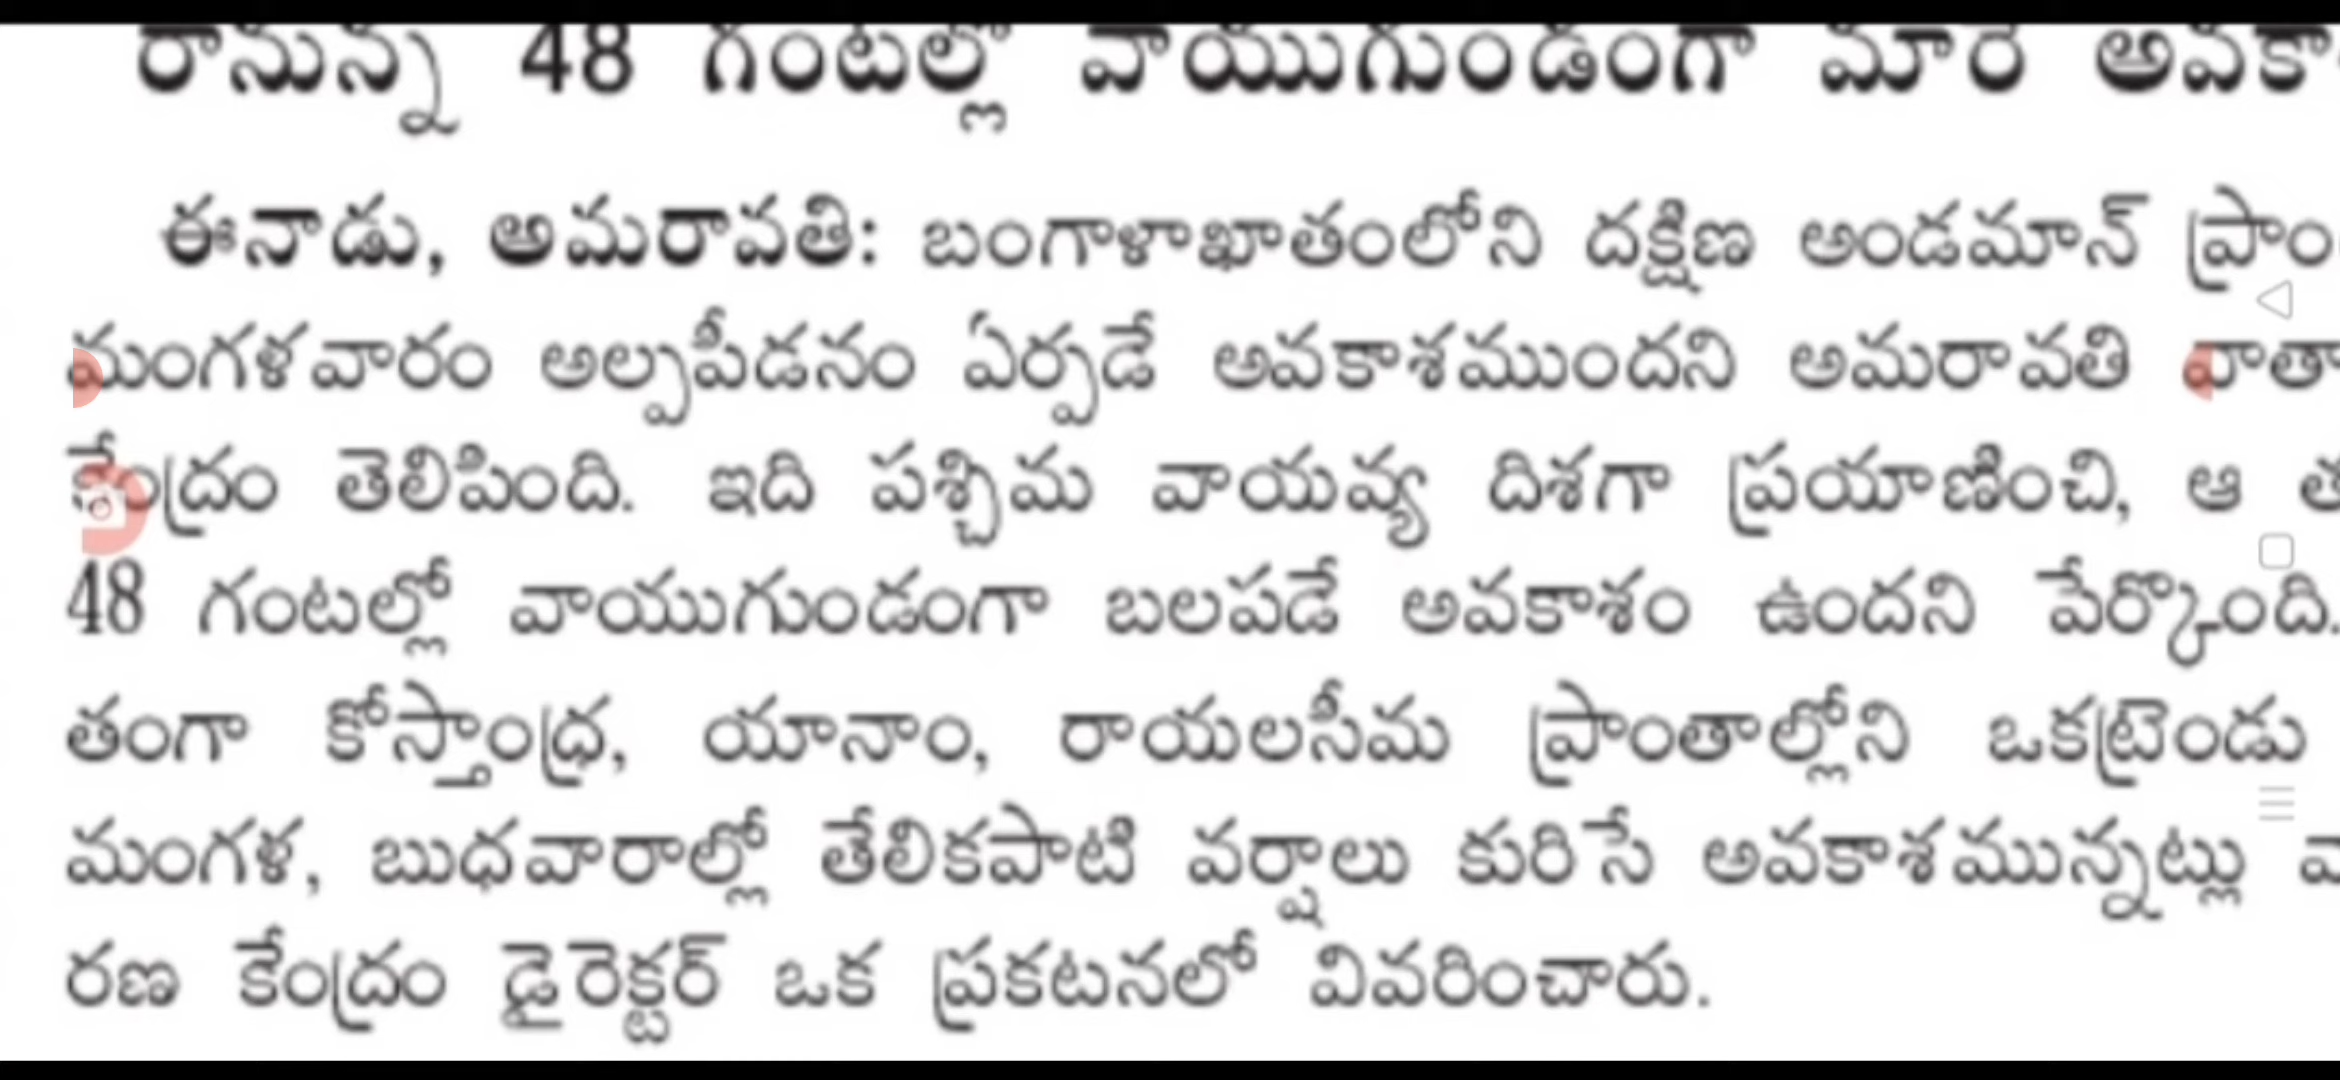 రానున్న 48 గంటల్లో వాయుగుండంగా మారే
ఈనాడు, అమరావతి: బంగాళాఖాతంలోని దక్షిణ అండమాన్
మంగళవారం అల్పపీడనం ఏర్పడే అవకాశముందని అమరావతి
కేంద్రం తెలిపింది. ఇది పశ్చిమ వాయవ్య దిశగా ప్రయాణించి, ఆ
48 గంటల్లో వాయుగుండంగా బలపడే అవకాశం ఉందని పేర్కొంది.
తంగా కోస్తాంధ్ర, యానాం, రాయలసీమ ప్రాంతాల్లోని ఒకట్రెండు
మంగళ, బుధవారాల్లో తేలికపాటి వర్షాలు కురిసే అవకాశమున్నట్లు
రణ కేంద్రం డైరెక్టర్ ఒక ప్రకటనలో వివరించారు.